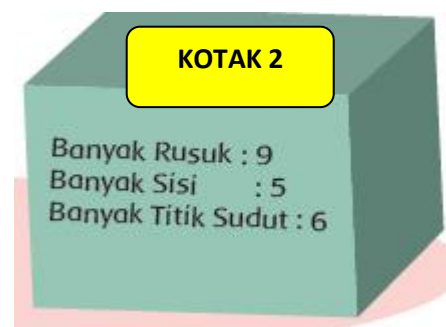 KOTAK 2
Banyak Rusuk : 9
Banyak Sisi : 5
Banyak Titik Sudut : 6